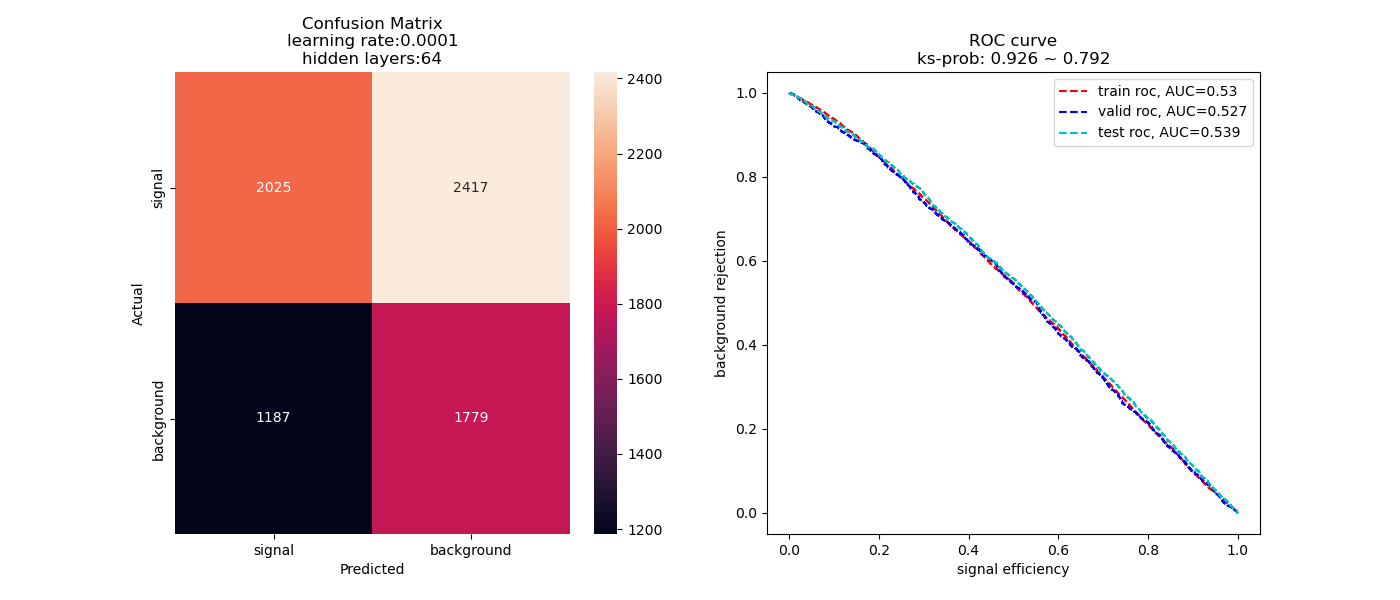 Confusion Matrix
learning rate:0.0001
hidden layers:64
signal
background
Actual
2025
2417
1187
1779
signal
background
Predicted
2400
2200
2000
1800
1600
1400
1200
ROC curve
ks-prob: 0.926 ~ 0.792
train roc, AUC=0.53
valid roc, AUC=0.527
test roc, AUC=0.539
background rejection
1.0
0.8
0.6
0.4
0.2
0.0
0.0
0.2
0.4
0.6
0.8
1.0
signal efficiency